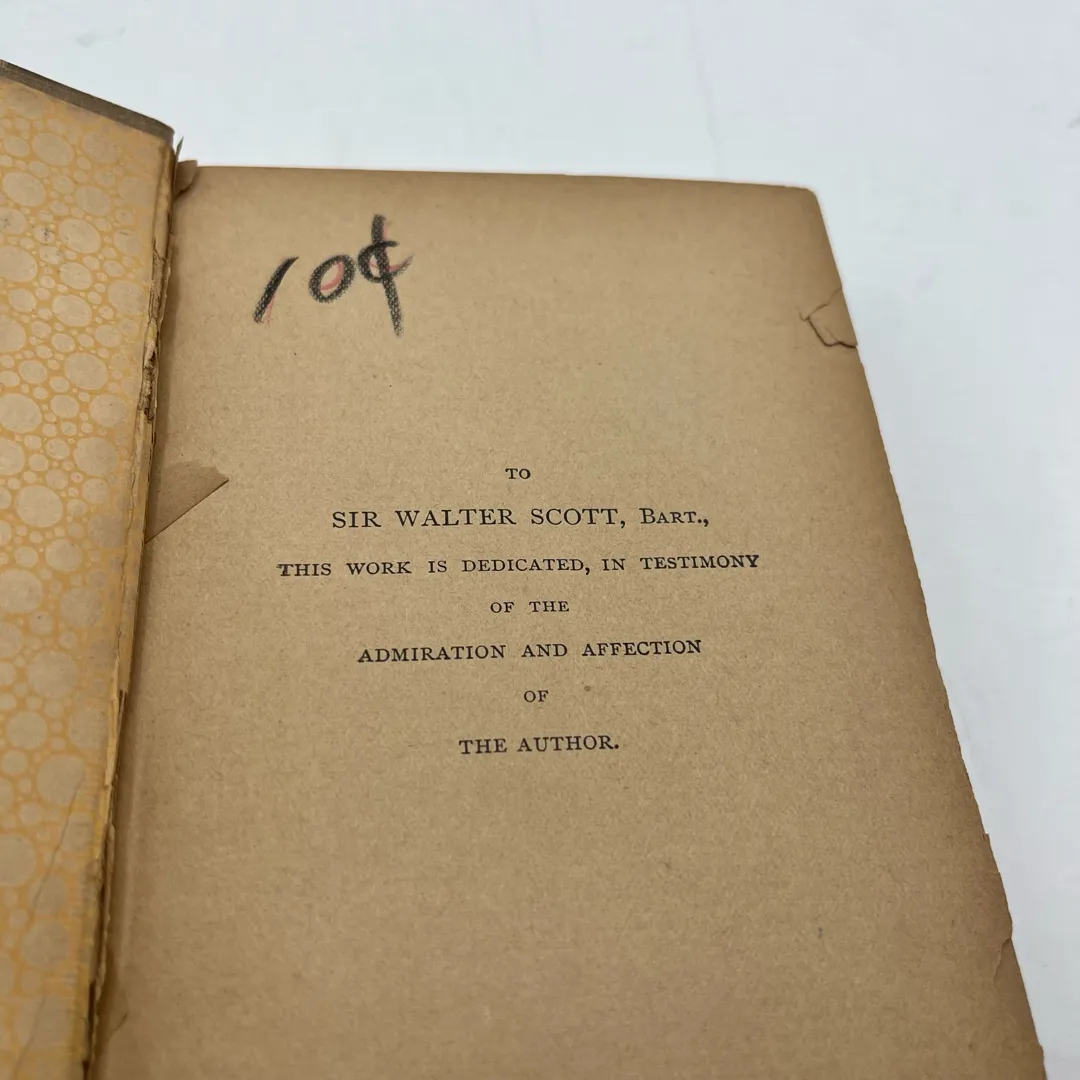 10¢
TO
SIR WALTER SCOTT, BART.,
THIS WORK IS DEDICATED, IN TESTIMONY
OF THE
ADMIRATION AND AFFECTION
OF
THE AUTHOR.